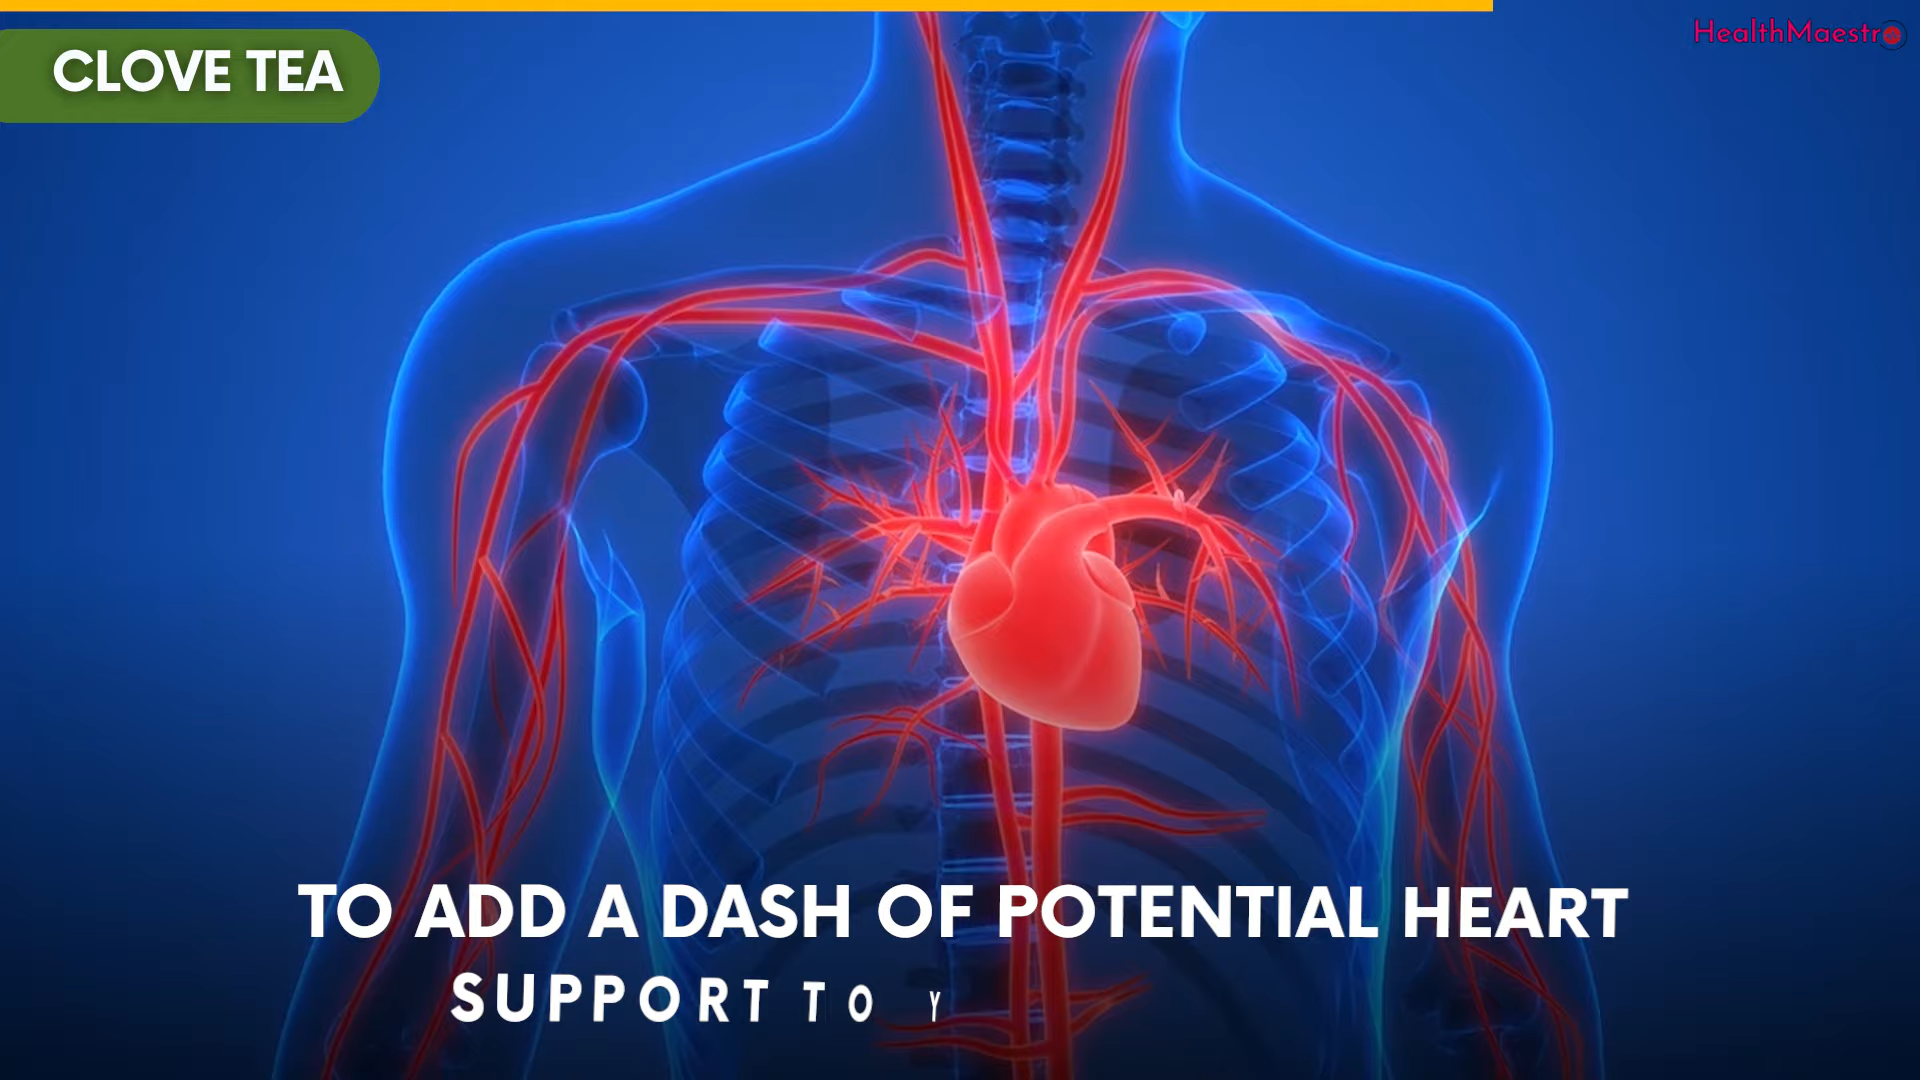 CLOVE TEA
HealthMaestro
TO ADD A DASH OF POTENTIAL HEART
SUPPORT TO Y